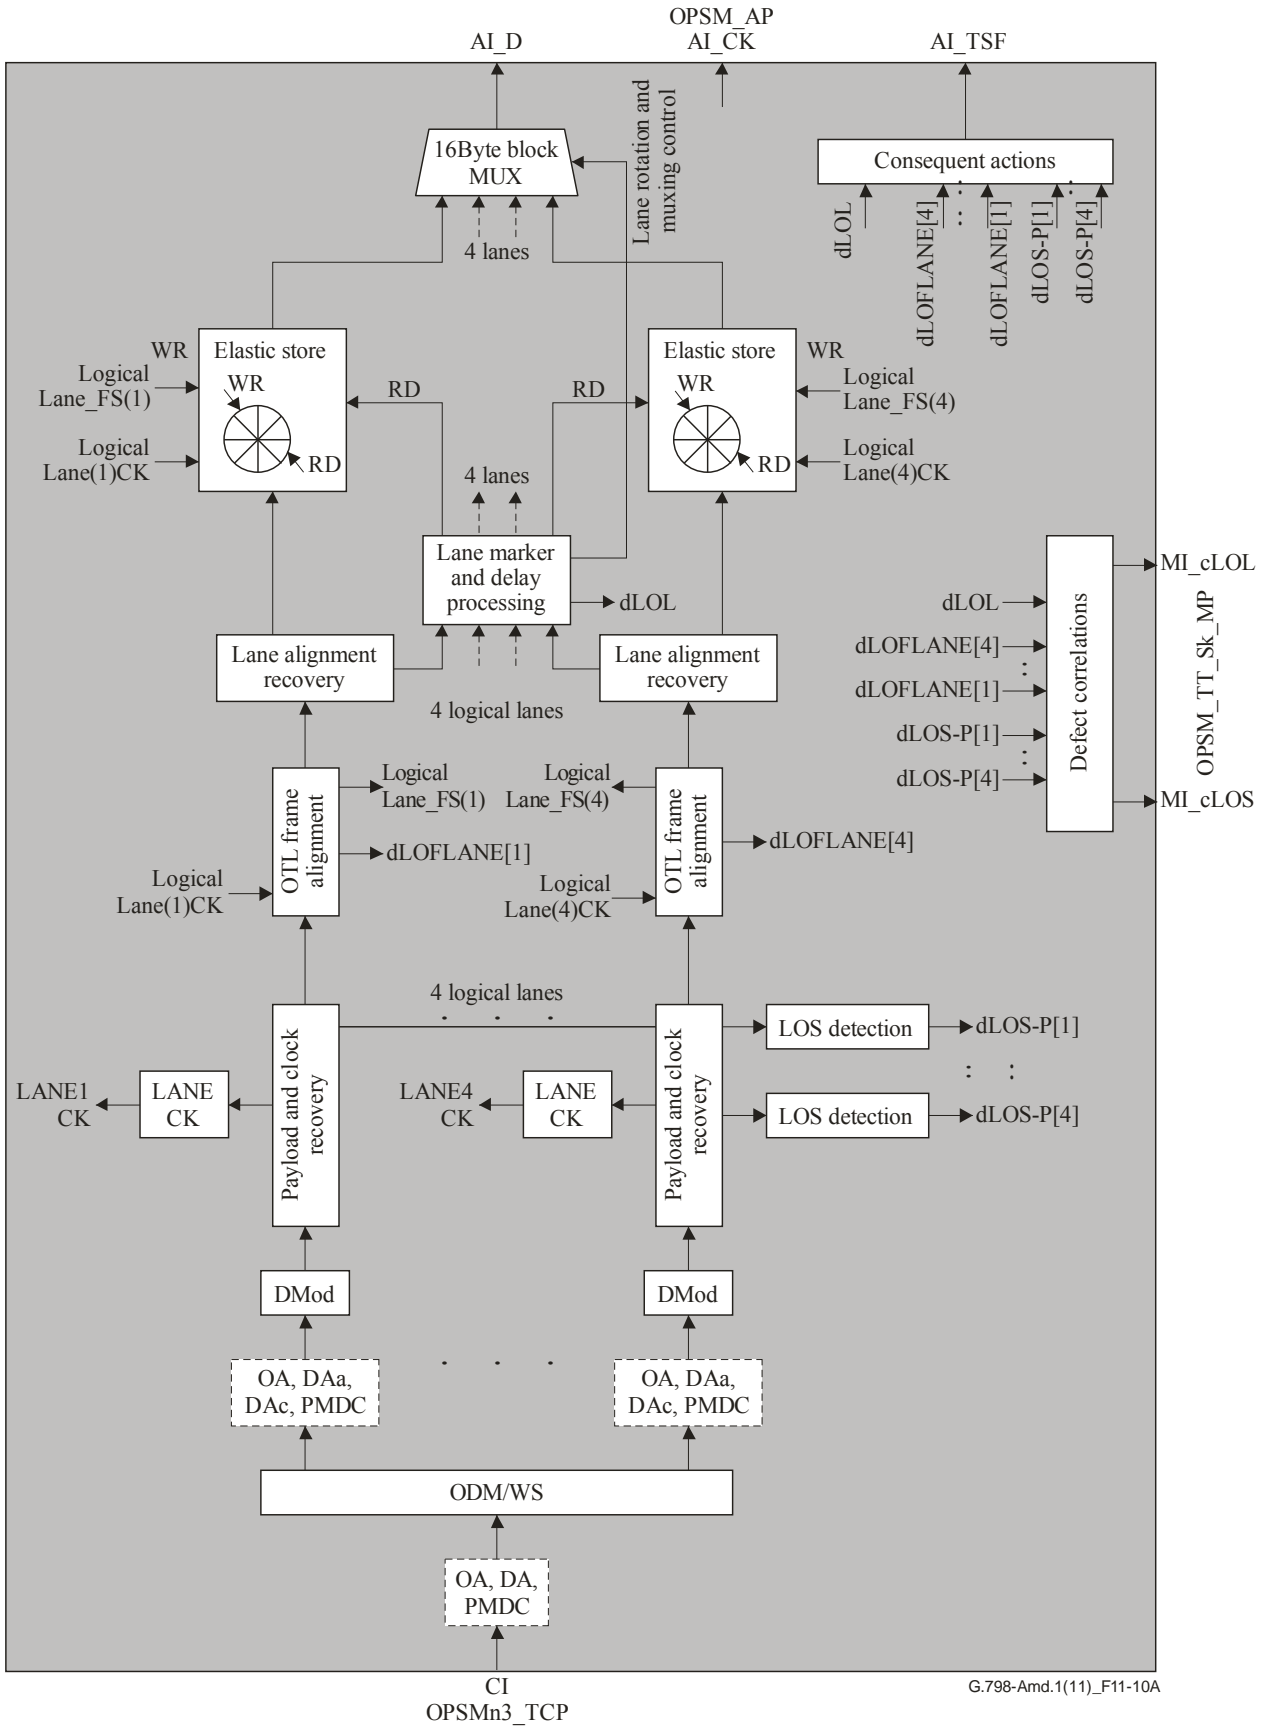 OPSM_AP
AI_D
AI_CK
AI_TSF
Lane rotation and
muxing control
16Byte block
MUX
Consequent actions
4 lanes
dLOL
dLOFLANE[4]
dLOFLANE[1]
dLOS-P[1]
dLOS-P[4]
WR
Elastic store
Logical
Lane_FS(1)
WR
RD
Logical
Lane(1)CK
RD
RD
Elastic store
WR
WR
Logical
Lane_FS(4)
RD
Logical
Lane(4)CK
4 lanes
Lane marker
and delay
processing
dLOL
Lane alignment
recovery
Lane alignment
recovery
4 logical lanes
MI_cLOL
dLOL
dLOFLANE[4]
dLOFLANE[1]
dLOS-P[1]
dLOS-P[4]
Defect correlations
OPSM_TT_Sk_MP
MI_cLOS
Logical
Lane_FS(1)
Logical
Lane_FS(4)
OTL frame
alignment
dLOFLANE[1]
OTL frame
alignment
dLOFLANE[4]
Logical
Lane(1)CK
Logical
Lane(4)CK
4 logical lanes
LOS detection
dLOS-P[1]
LANE1
CK
LANE
CK
Payload and clock
recovery
LANE4
CK
LANE
CK
Payload and clock
recovery
LOS detection
dLOS-P[4]
DMod
DMod
OA, DAa,
DAc, PMDC
OA, DAa,
DAc, PMDC
ODM/WS
OA, DA,
PMDC
CI
OPSMn3_TCP
G.798-Amd.1(11)_F11-10A